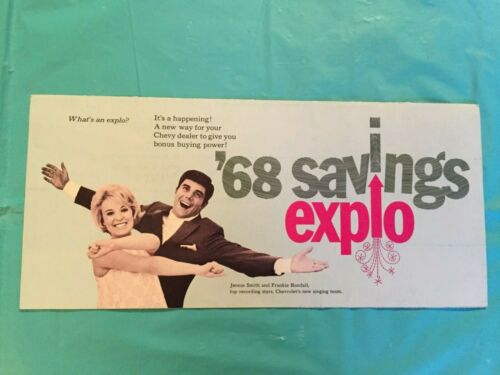 What's an explo?
It's a happening!
A new way for your
Chevy dealer to give you
bonus buying power!
'68 savings
explo
Jennie Smith and Frankie Randall,
top recording stars, Chevrolet's new singing team.